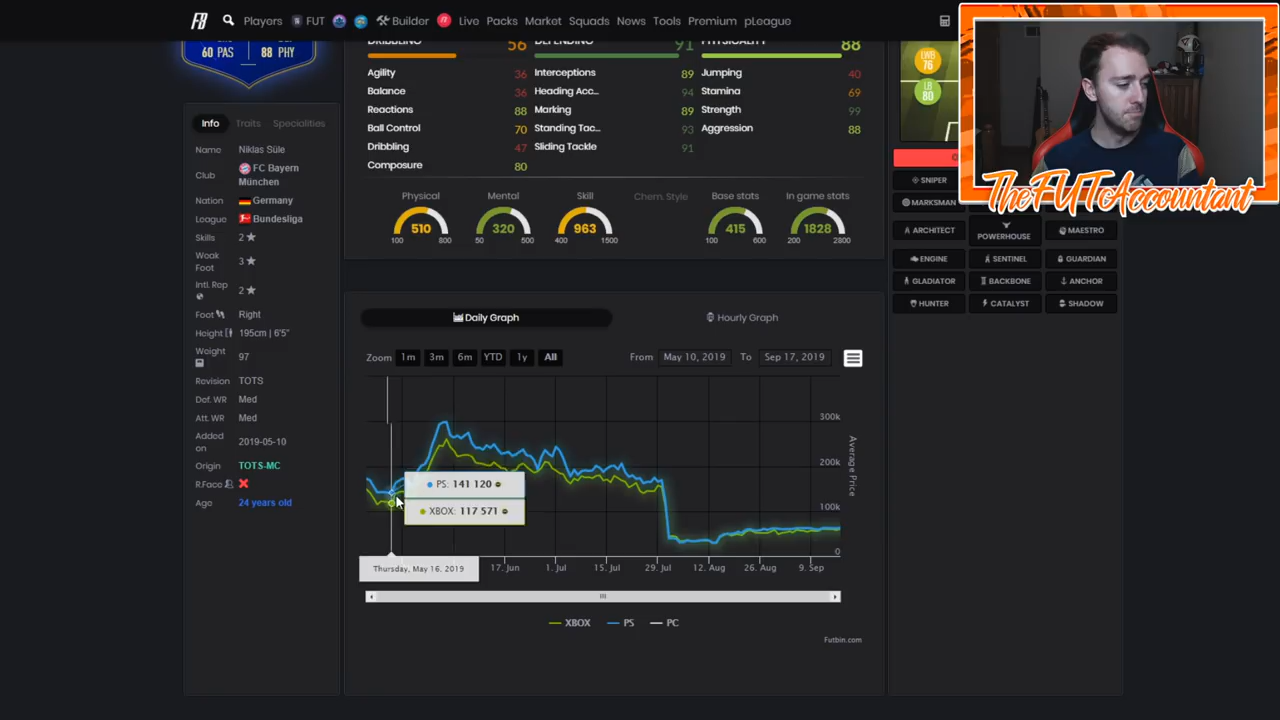 FB Players FUT Builder Live Packs Market Squads News Tools Premium pLeague
60 PAS 88 PHY
DRIBBLING 56 DEFENDING 91 PHYSICALITY 88
Agility 36 Interceptions 89 Jumping 40
Balance 36 Heading Acc... 94 Stamina 69
Reactions 88 Marking 89 Strength 99
Ball Control 70 Standing Tac... 93 Aggression 88
Dribbling 47 Sliding Tackle 91
Composure 80
Physical Mental Skill Chem. Style Base stats In game stats
510 320 963 415 1828
100 800 50 500 400 1500 100 600 200 2800
Info Traits Specialities
Name Niklas Süle
Club FC Bayern München
Nation Germany
League Bundesliga
Skills 2★
Weak Foot 3★
Intl. Rep 2★
Foot Right
Height 195cm | 6'5"
Weight 97
Revision TOTS
Def. WR Med
Att. WR Med
Added on 2019-05-10
Origin TOTS-MC
R.Face
Age 24 years old
Daily Graph Hourly Graph
Zoom 1m 3m 6m YTD 1y All From May 10, 2019 To Sep 17, 2019
300k
200k
100k
0
Average Price
PS: 141 120
XBOX: 117 571
Thursday, May 16, 2019
17. Jun 1. Jul 15. Jul 29. Jul 12. Aug 26. Aug 9. Sep
XBOX PS PC
Futbin.com
LWB
76
LB
80
SNIPER
MARKSMAN
ARCHITECT POWERHOUSE MAESTRO
ENGINE SENTINEL GUARDIAN
GLADIATOR BACKBONE ANCHOR
HUNTER CATALYST SHADOW
TheFUTAccountant